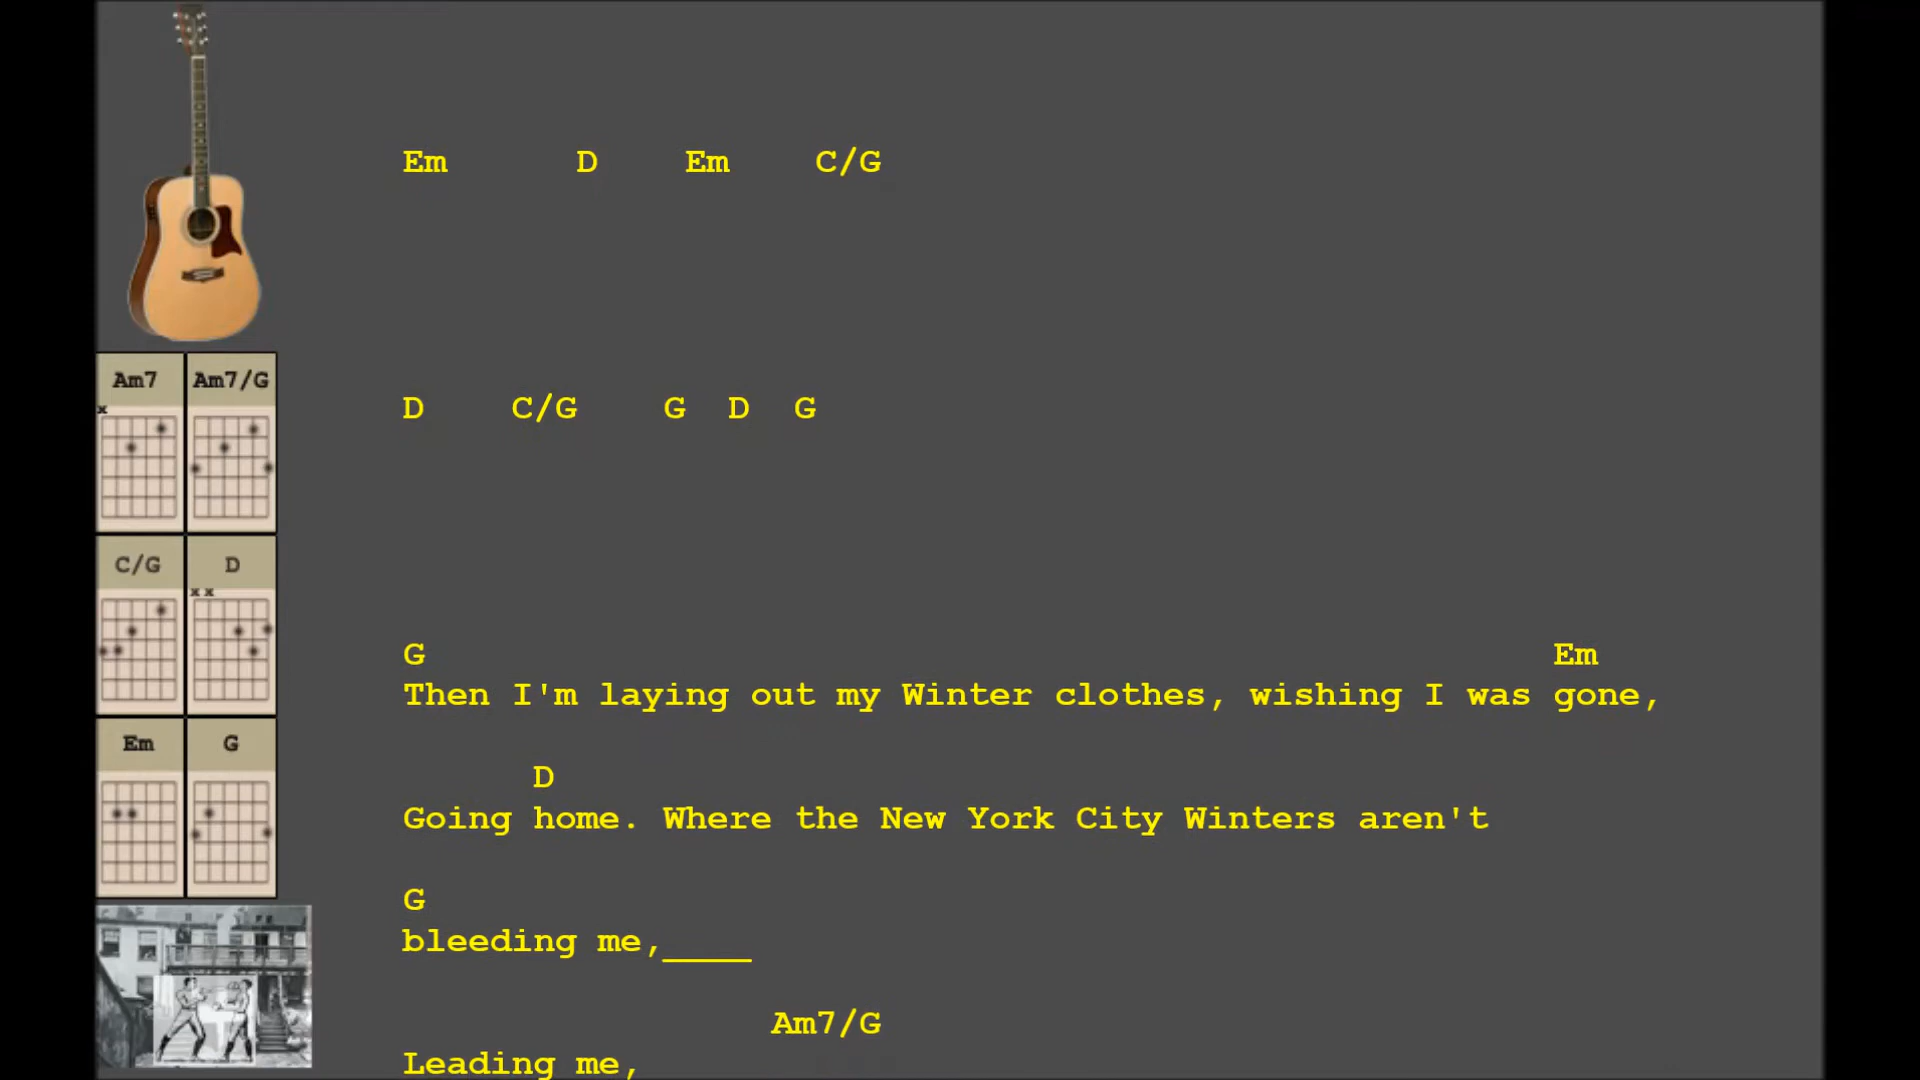 Em D Em C/G
D C/G G D G
G Em
Then I'm laying out my Winter clothes, wishing I was gone,
D
Going home. Where the New York City Winters aren't
G
bleeding me,____
Am7/G
Leading me,
Am7 Am7/G
x
C/G D
xx
Em G